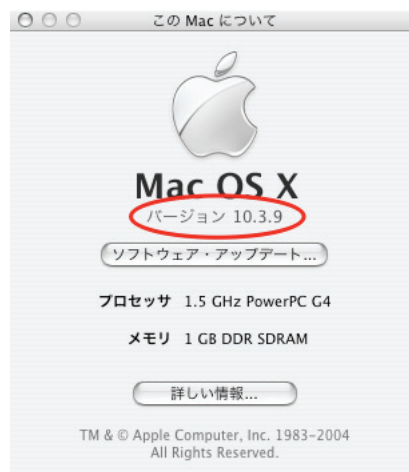 この Mac について
Mac OS X
バージョン 10.3.9
ソフトウェア・アップデート...
プロセッサ 1.5 GHz PowerPC G4
メモリ 1 GB DDR SDRAM
詳しい情報...
TM & © Apple Computer, Inc. 1983-2004
All Rights Reserved.